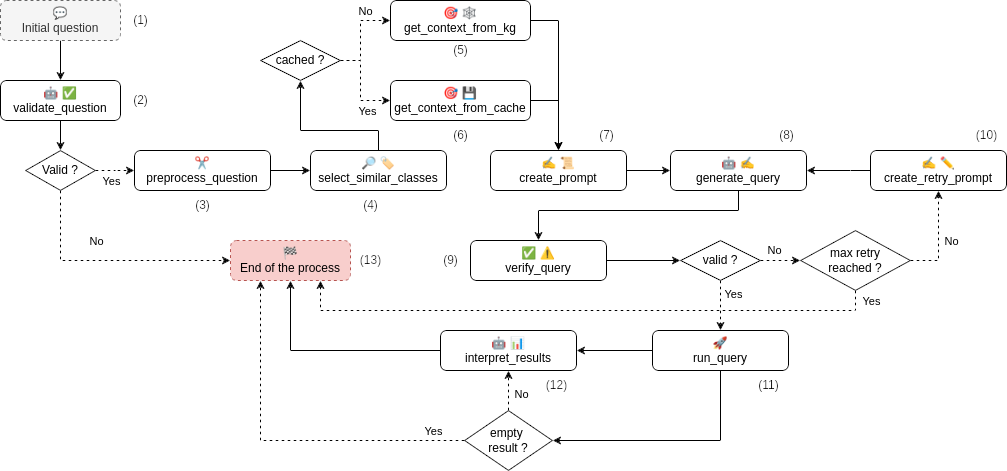 Initial question
(1)
validate_question
(2)
Valid ?
Yes
No
preprocess_question
(3)
select_similar_classes
(4)
cached ?
No
Yes
get_context_from_kg
(5)
get_context_from_cache
(6)
create_prompt
(7)
generate_query
(8)
create_retry_prompt
(10)
verify_query
(9)
valid ?
No
Yes
max retry
reached ?
No
Yes
End of the process
(13)
run_query
(11)
interpret_results
(12)
No
empty
result ?
Yes